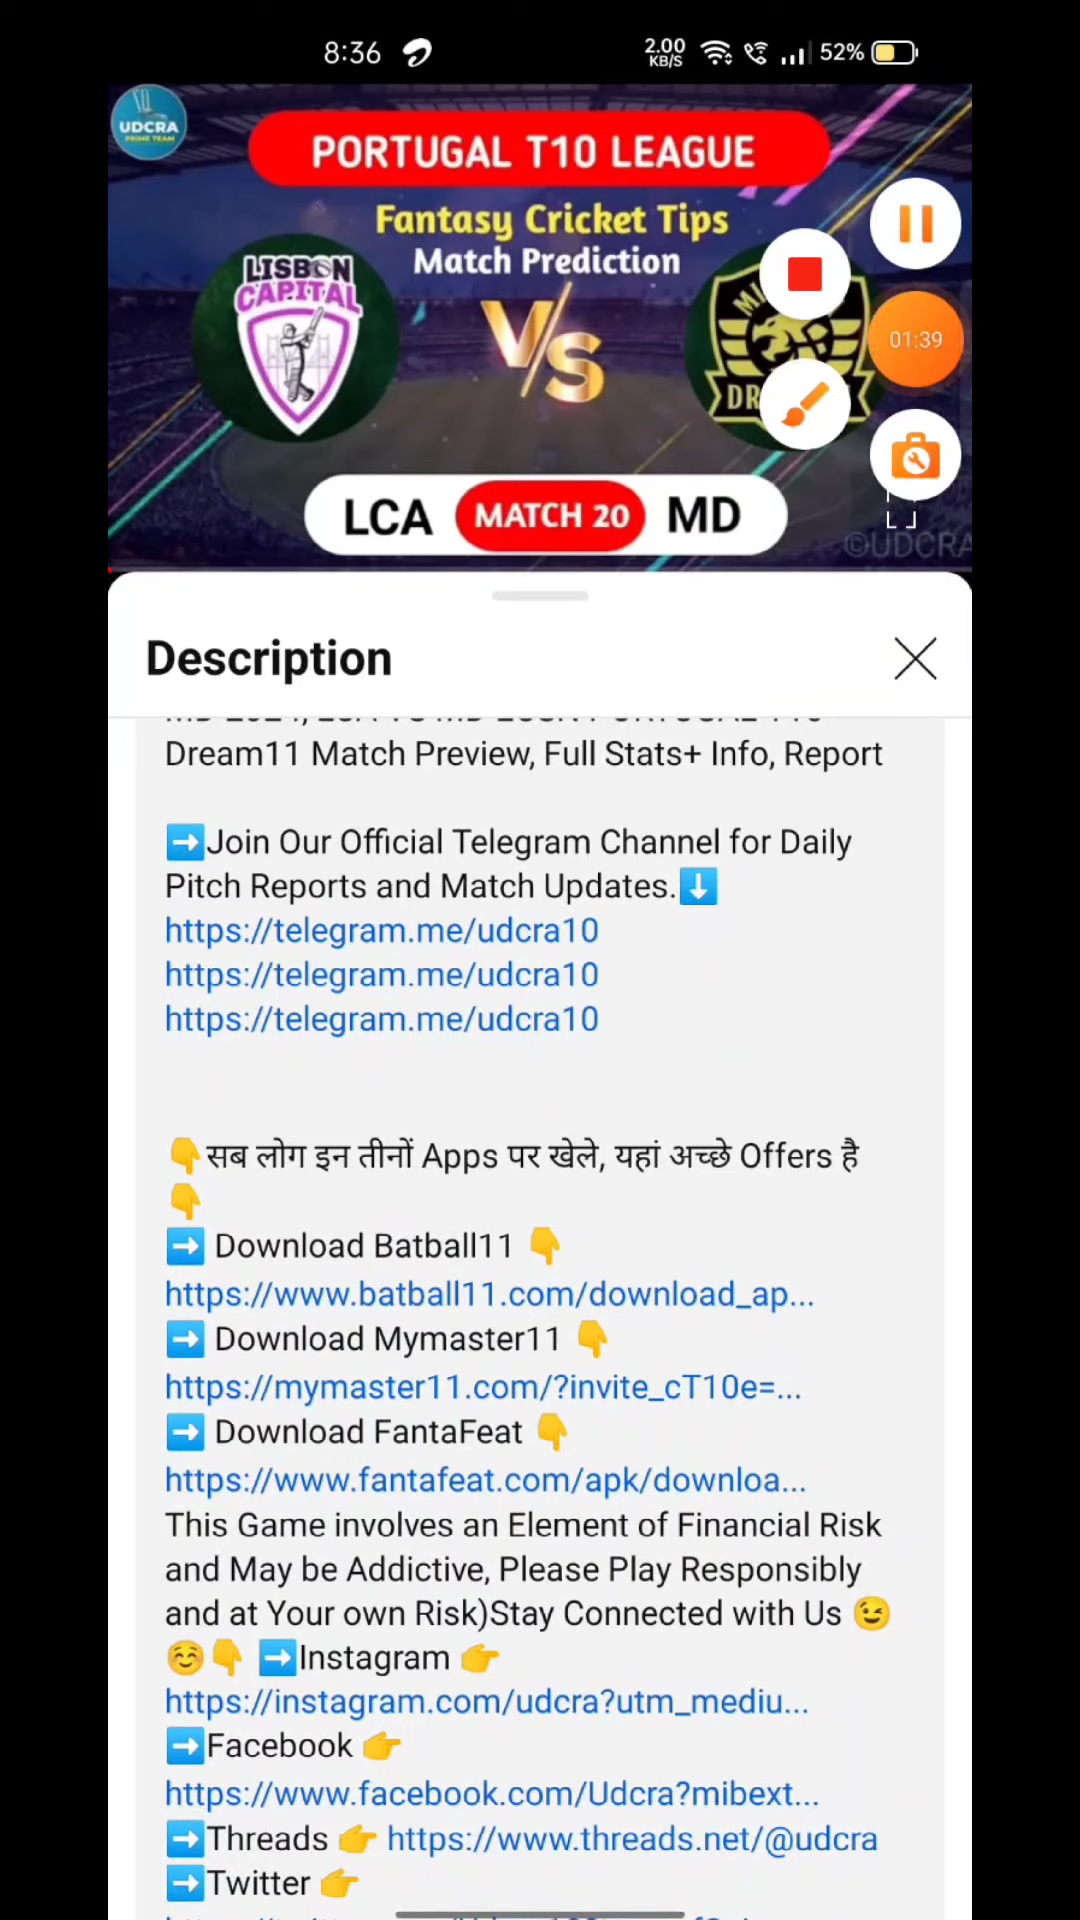 8:36
2.00
KB/S
52%
UDCRA
PRIME TEAM
PORTUGAL T10 LEAGUE
Fantasy Cricket Tips
Match Prediction
LISBON
CAPITAL
VS
DR
01:39
LCA
MATCH 20
MD
©UDCRA
Description
Dream11 Match Preview, Full Stats+ Info, Report
➡️Join Our Official Telegram Channel for Daily
Pitch Reports and Match Updates.⬇️
https://telegram.me/udcra10
https://telegram.me/udcra10
https://telegram.me/udcra10
👇सब लोग इन तीनों Apps पर खेले, यहां अच्छे Offers है
👇
➡️ Download Batball11 👇
https://www.batball11.com/download_ap...
➡️ Download Mymaster11 👇
https://mymaster11.com/?invite_cT10e=...
➡️ Download FantaFeat 👇
https://www.fantafeat.com/apk/downloa...
This Game involves an Element of Financial Risk
and May be Addictive, Please Play Responsibly
and at Your own Risk)Stay Connected with Us 😉
☺️👇 ➡️Instagram 👉
https://instagram.com/udcra?utm_mediu...
➡️Facebook 👉
https://www.facebook.com/Udcra?mibext...
➡️Threads 👉 https://www.threads.net/@udcra
➡️Twitter 👉